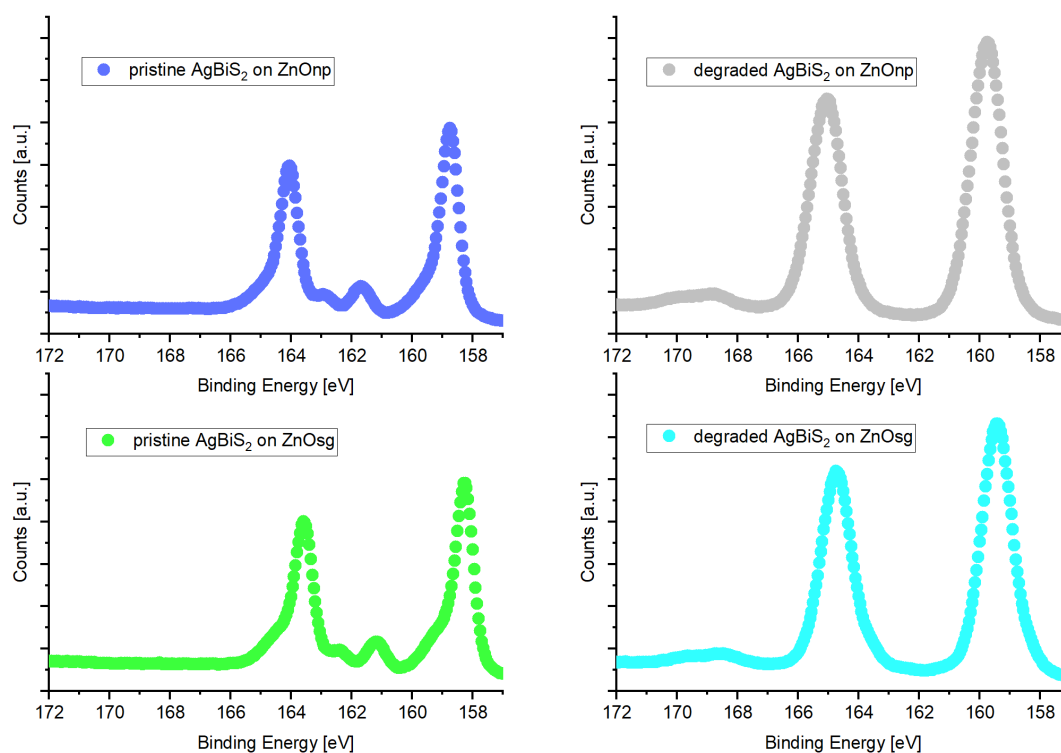 pristine AgBiS₂ on ZnOnp
Counts [a.u.]
172 170 168 166 164 162 160 158
Binding Energy [eV]
degraded AgBiS₂ on ZnOnp
Counts [a.u.]
172 170 168 166 164 162 160 158
Binding Energy [eV]
pristine AgBiS₂ on ZnOsg
Counts [a.u.]
172 170 168 166 164 162 160 158
Binding Energy [eV]
degraded AgBiS₂ on ZnOsg
Counts [a.u.]
172 170 168 166 164 162 160 158
Binding Energy [eV]